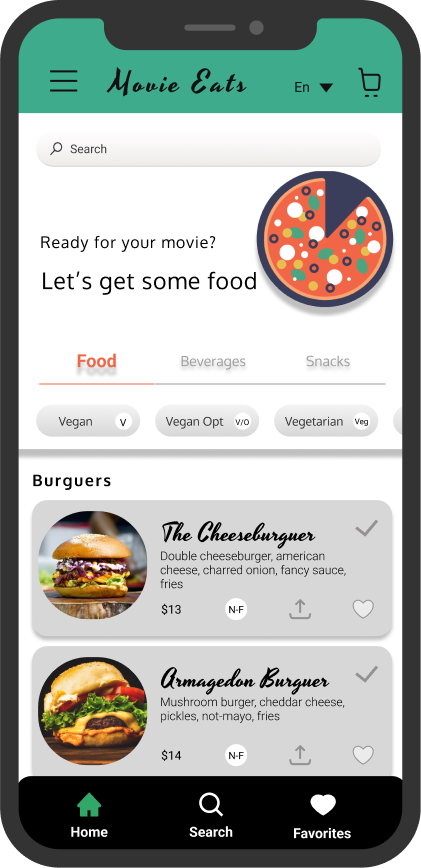 Movie Eats
En
Search
Ready for your movie?
Let's get some food
Food
Beverages
Snacks
Vegan
V
Vegan Opt
V/O
Vegetarian
Veg
Burguers
The Cheeseburguer
Double cheeseburger, american
cheese, charred onion, fancy sauce,
fries
$13
N-F
Armagedon Burguer
Mushroom burger, cheddar cheese,
pickles, not-mayo, fries
$14
N-F
Home
Search
Favorites